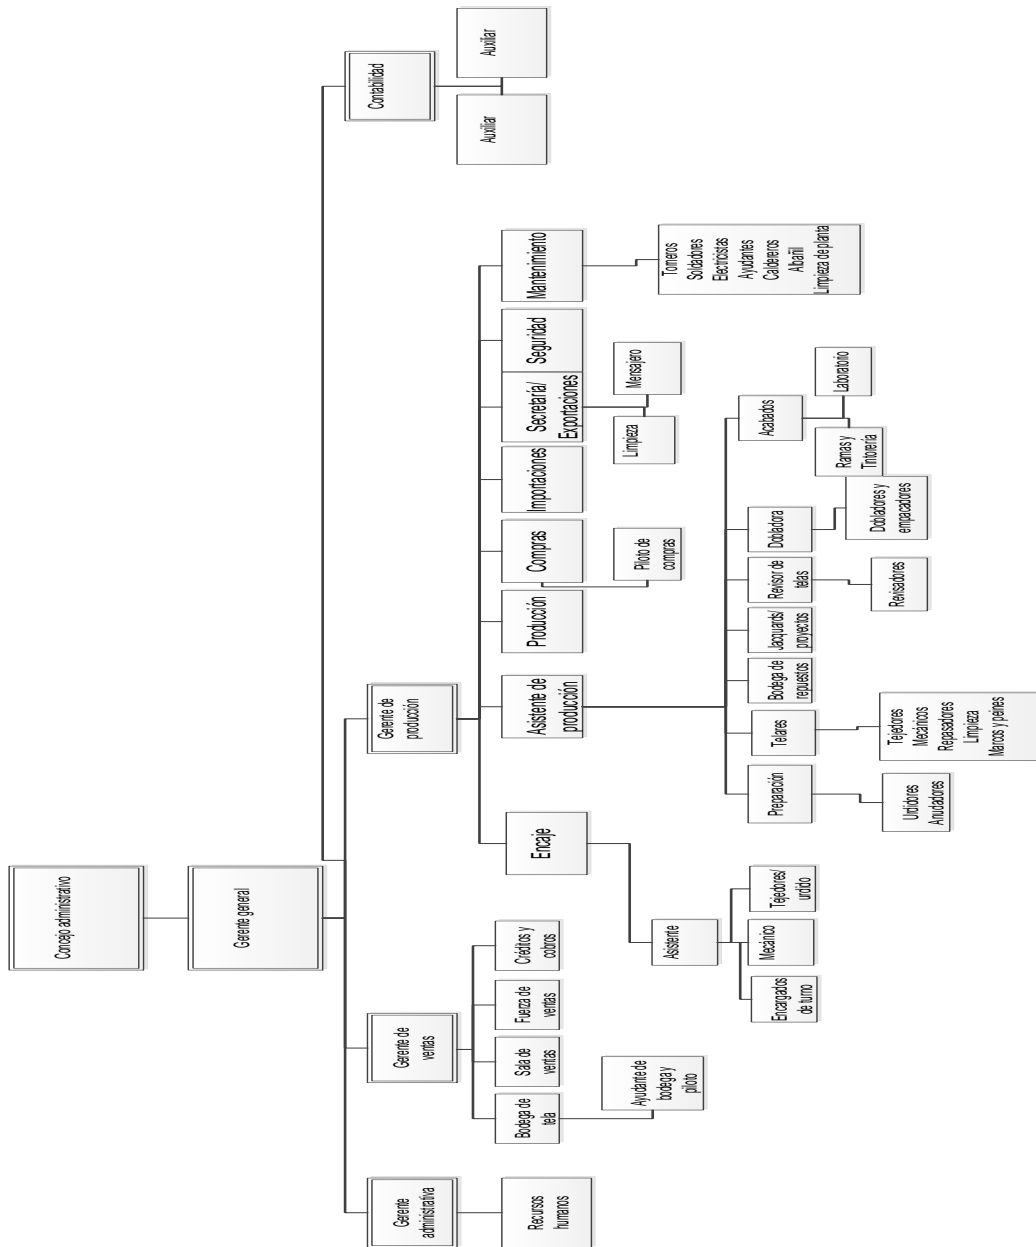 Concejo administrativo
Gerente general
Gerente
administrativa
Gerente de
ventas
Gerente de
producción
Contabilidad
Recursos
humanos
Bodega de
tela
Sala de
ventas
Fuerza de
ventas
Créditos y
cobros
Encaje
Asistente de
producción
Producción
Compras
Importaciones
Secretaría/
Exportaciones
Seguridad
Mantenimiento
Auxiliar
Auxiliar
Ayudante de
bodega y
piloto
Asistente
Piloto de
compras
Limpieza
Mensajero
Torneros
Soldadores
Electricistas
Ayudantes
Caldereros
Albañil
Limpieza de planta
Encargados
de turno
Mecánico
Tejedores/
urdido
Preparación
Telares
Bodega de
repuestos
Jacquards/
proyectos
Revisor de
telas
Dobladora
Acabados
Urdidores
Anudadores
Tejedores
Mecánicos
Repasadores
Limpieza
Marcos y peines
Revisadores
Dobladores y
empacadores
Ramas y
Tintorería
Laboratorio